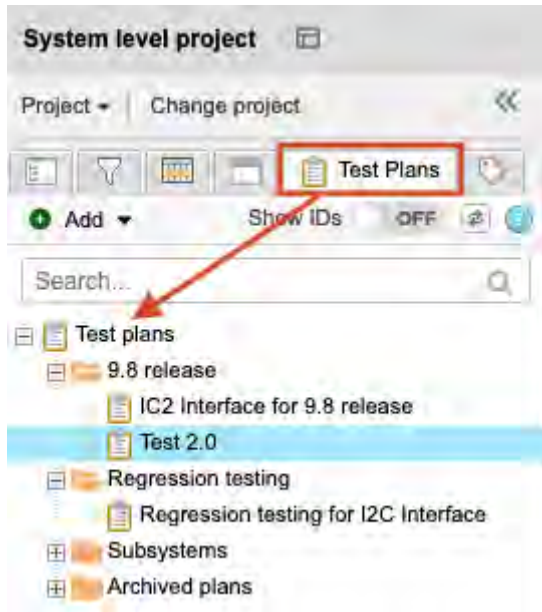 System level project
Project Change project
Test Plans
Add Show IDs OFF
Search...
Test plans
9.8 release
IC2 Interface for 9.8 release
Test 2.0
Regression testing
Regression testing for I2C Interface
Subsystems
Archived plans